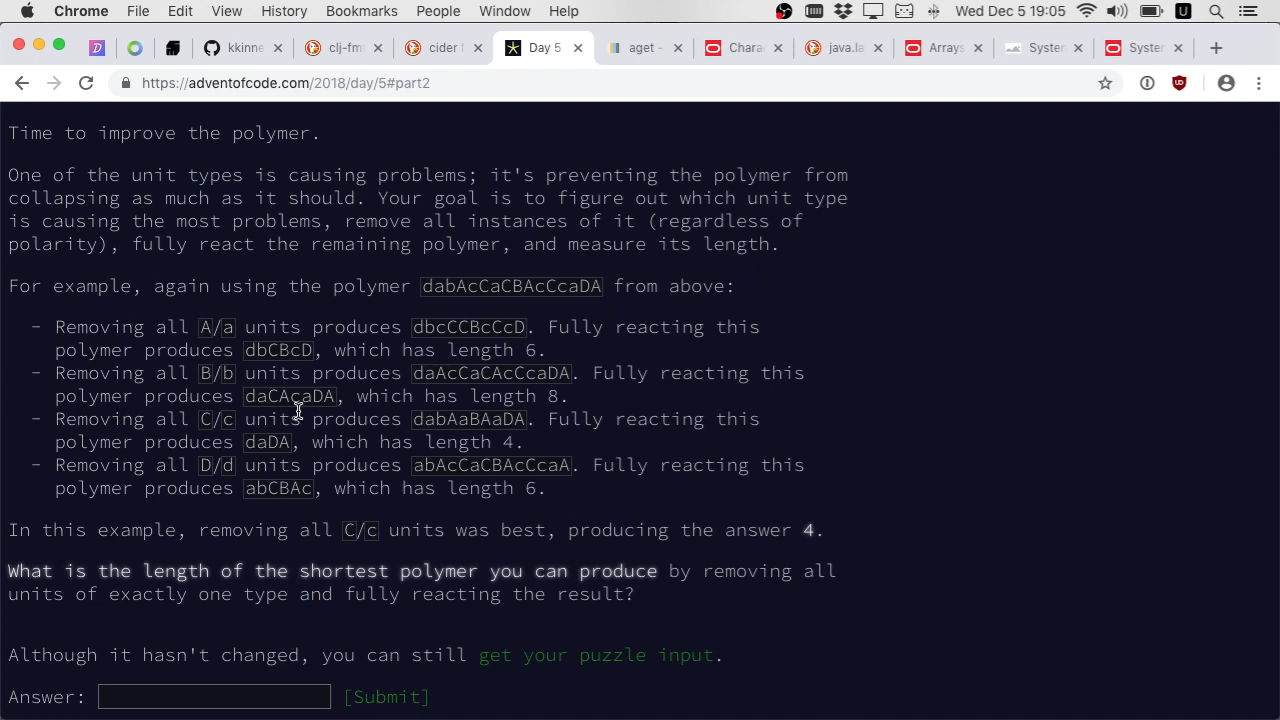 Chrome File Edit View History Bookmarks People Window Help Wed Dec 5 19:05 U
D kkinne clj-fm cider f Day 5 aget - Chara java.la Arrays System System
https://adventofcode.com/2018/day/5#part2
Time to improve the polymer.
One of the unit types is causing problems; it's preventing the polymer from
collapsing as much as it should. Your goal is to figure out which unit type
is causing the most problems, remove all instances of it (regardless of
polarity), fully react the remaining polymer, and measure its length.
For example, again using the polymer dabAcCaCBAcCcaDA from above:
- Removing all A/a units produces dbcCCBcCcD. Fully reacting this
polymer produces dbCBcD, which has length 6.
- Removing all B/b units produces daAcCaCAcCcaDA. Fully reacting this
polymer produces daCAcaDA, which has length 8.
- Removing all C/c units produces dabAaBAaDA. Fully reacting this
polymer produces daDA, which has length 4.
- Removing all D/d units produces abAcCaCBAcCcaA. Fully reacting this
polymer produces abCBAc, which has length 6.
In this example, removing all C/c units was best, producing the answer 4.
What is the length of the shortest polymer you can produce by removing all
units of exactly one type and fully reacting the result?
Although it hasn't changed, you can still get your puzzle input.
Answer: [Submit]